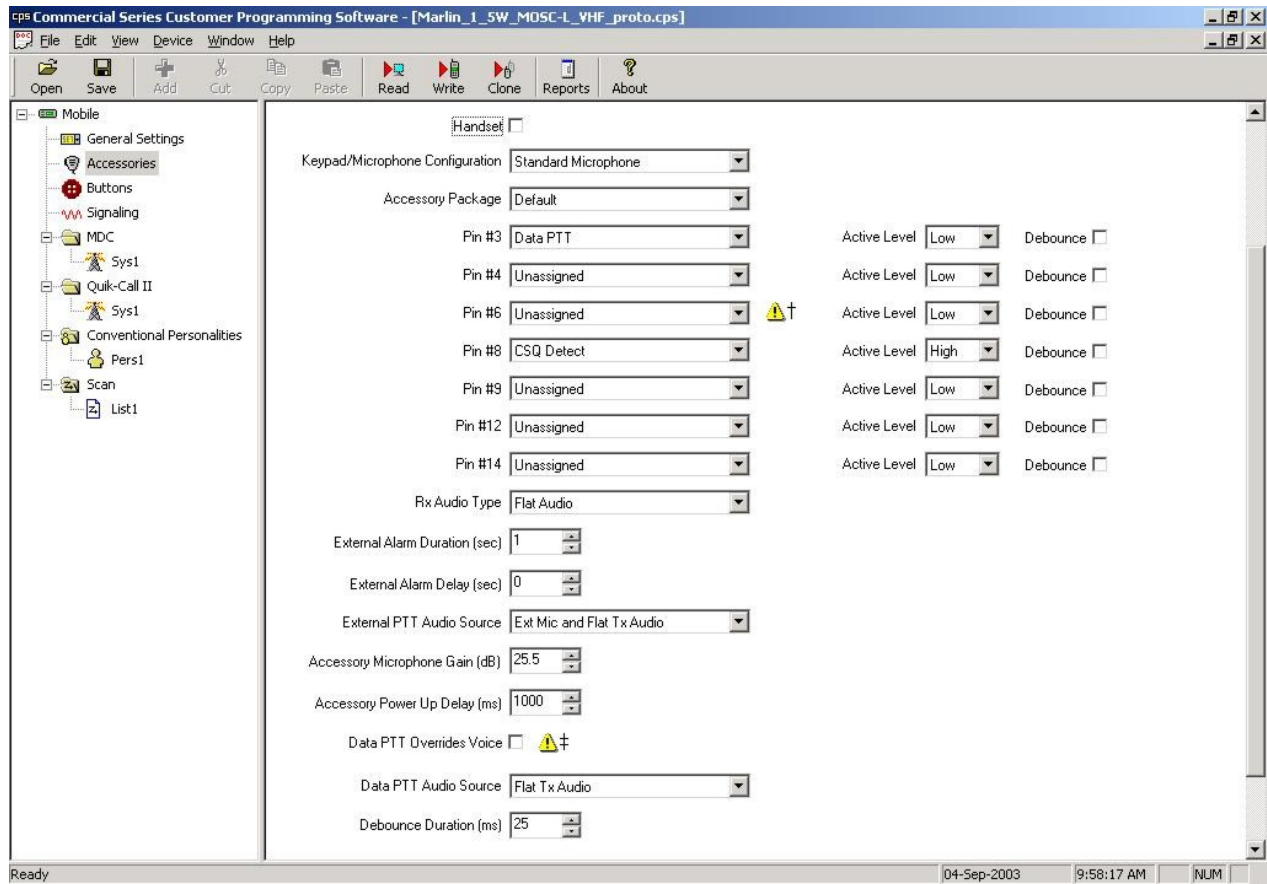 CPS Commercial Series Customer Programming Software - [Marlin_1_5W_MOSC-L_VHF_proto.cps]
File Edit View Device Window Help
Open Save Add Cut Copy Paste Read Write Clone Reports About
Mobile
General Settings
Accessories
Buttons
Signaling
MDC
Sys1
Quik-Call II
Sys1
Conventional Personalities
Pers1
Scan
List1
Handset
Keypad/Microphone Configuration Standard Microphone
Accessory Package Default
Pin #3 Data PTT Active Level Low Debounce
Pin #4 Unassigned Active Level Low Debounce
Pin #6 Unassigned † Active Level Low Debounce
Pin #8 CSQ Detect Active Level High Debounce
Pin #9 Unassigned Active Level Low Debounce
Pin #12 Unassigned Active Level Low Debounce
Pin #14 Unassigned Active Level Low Debounce
Rx Audio Type Flat Audio
External Alarm Duration (sec) 1
External Alarm Delay (sec) 0
External PTT Audio Source Ext Mic and Flat Tx Audio
Accessory Microphone Gain (dB) 25.5
Accessory Power Up Delay (ms) 1000
Data PTT Overrides Voice ‡
Data PTT Audio Source Flat Tx Audio
Debounce Duration (ms) 25
Ready 04-Sep-2003 9:58:17 AM NUM